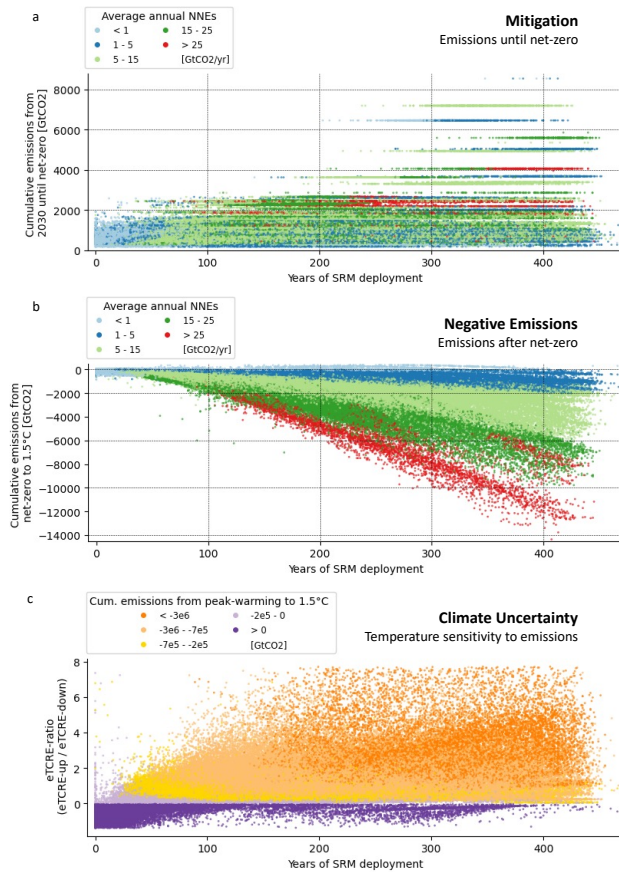 a
Average annual NNEs
< 1
15 - 25
1 - 5
> 25
5 - 15
[GtCO2/yr]
Mitigation
Emissions until net-zero
Cumulative emissions from
2030 until net-zero [GtCO2]
8000
6000
4000
2000
0
0
100
200
300
400
Years of SRM deployment
b
Average annual NNEs
< 1
15 - 25
1 - 5
> 25
5 - 15
[GtCO2/yr]
Negative Emissions
Emissions after net-zero
Cumulative emissions from
net-zero to 1.5°C [GtCO2]
0
−2000
−4000
−6000
−8000
−10000
−12000
−14000
0
100
200
300
400
Years of SRM deployment
c
Cum. emissions from peak-warming to 1.5°C
< -3e6
-2e5 - 0
-3e6 - -7e5
> 0
-7e5 - -2e5
[GtCO2]
Climate Uncertainty
Temperature sensitivity to emissions
eTCRE-ratio
(eTCRE-up / eTCRE-down)
8
6
4
2
0
0
100
200
300
400
Years of SRM deployment